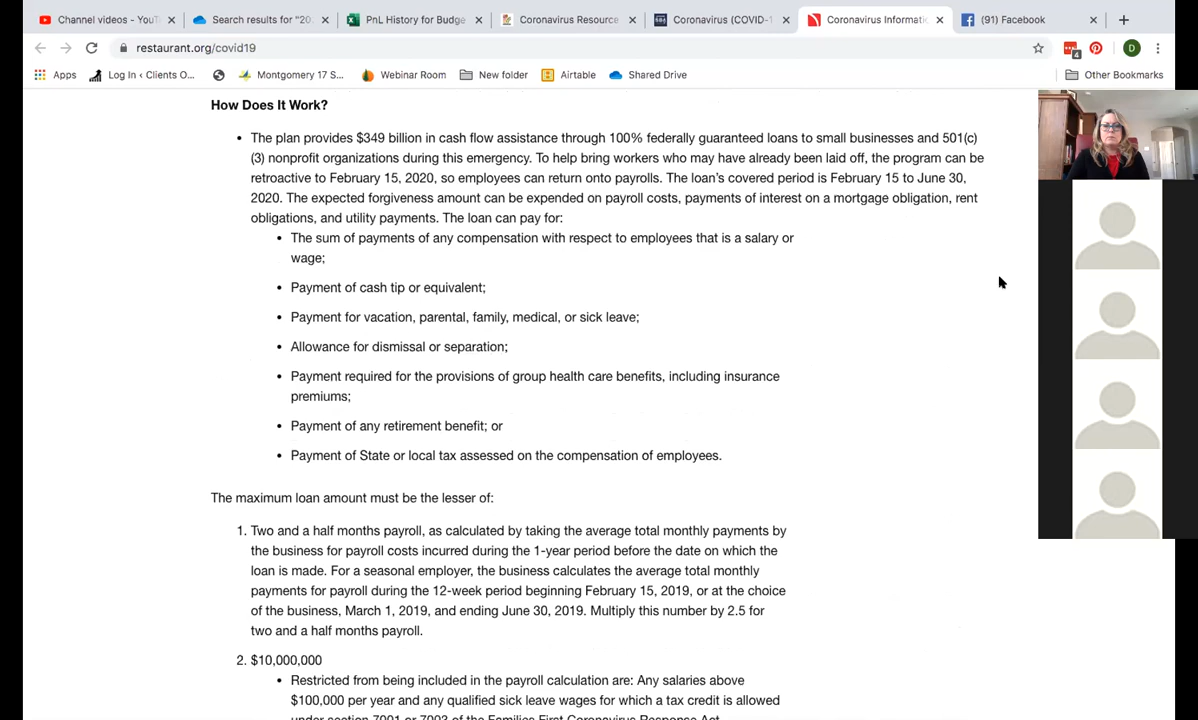 Channel videos - YouT
Search results for "20
PnL History for Budge
Coronavirus Resource
Coronavirus (COVID-1
Coronavirus Informati
(91) Facebook
restaurant.org/covid19
4
D
Apps
Log In ‹ Clients O...
Montgomery 17 S...
Webinar Room
New folder
Airtable
Shared Drive
Other Bookmarks
How Does It Work?
• The plan provides $349 billion in cash flow assistance through 100% federally guaranteed loans to small businesses and 501(c)
(3) nonprofit organizations during this emergency. To help bring workers who may have already been laid off, the program can be
retroactive to February 15, 2020, so employees can return onto payrolls. The loan's covered period is February 15 to June 30,
2020. The expected forgiveness amount can be expended on payroll costs, payments of interest on a mortgage obligation, rent
obligations, and utility payments. The loan can pay for:
• The sum of payments of any compensation with respect to employees that is a salary or
wage;
• Payment of cash tip or equivalent;
• Payment for vacation, parental, family, medical, or sick leave;
• Allowance for dismissal or separation;
• Payment required for the provisions of group health care benefits, including insurance
premiums;
• Payment of any retirement benefit; or
• Payment of State or local tax assessed on the compensation of employees.
The maximum loan amount must be the lesser of:
1. Two and a half months payroll, as calculated by taking the average total monthly payments by
the business for payroll costs incurred during the 1-year period before the date on which the
loan is made. For a seasonal employer, the business calculates the average total monthly
payments for payroll during the 12-week period beginning February 15, 2019, or at the choice
of the business, March 1, 2019, and ending June 30, 2019. Multiply this number by 2.5 for
two and a half months payroll.
2. $10,000,000
• Restricted from being included in the payroll calculation are: Any salaries above
$100,000 per year and any qualified sick leave wages for which a tax credit is allowed
under section 7001 or 7003 of the Families First Coronavirus Response Act